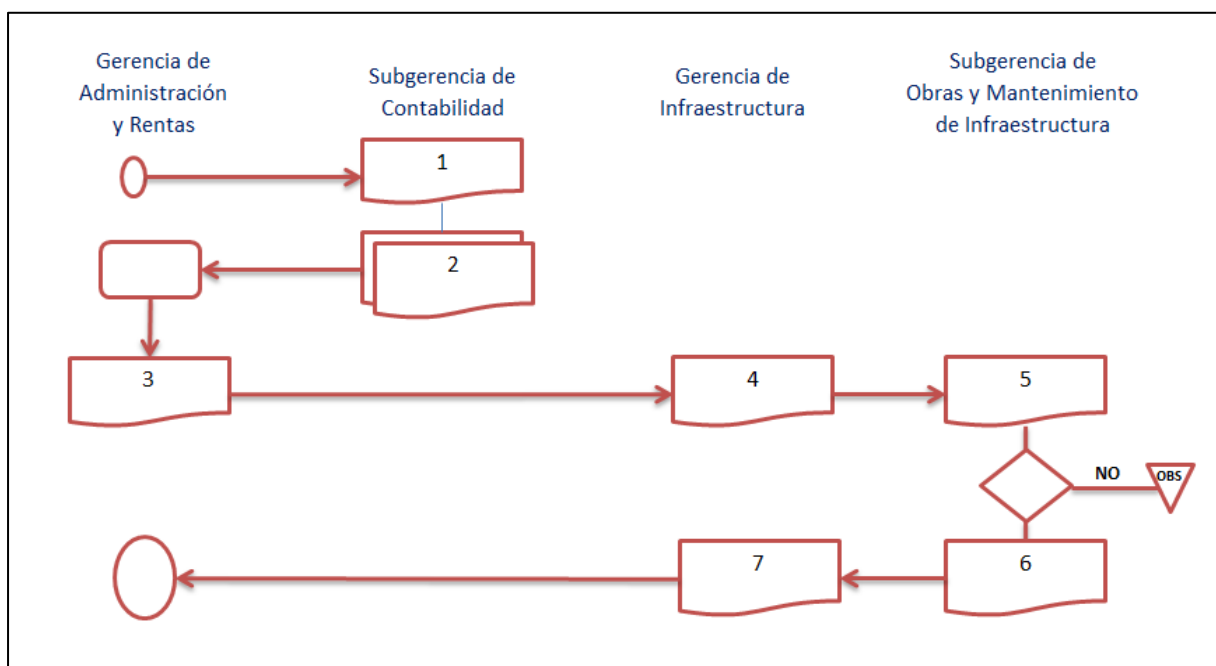 Gerencia de
Administración
y Rentas
Subgerencia de
Contabilidad
Gerencia de
Infraestructura
Subgerencia de
Obras y Mantenimiento
de Infraestructura
1
2
3
4
5
NO
OBS
7
6